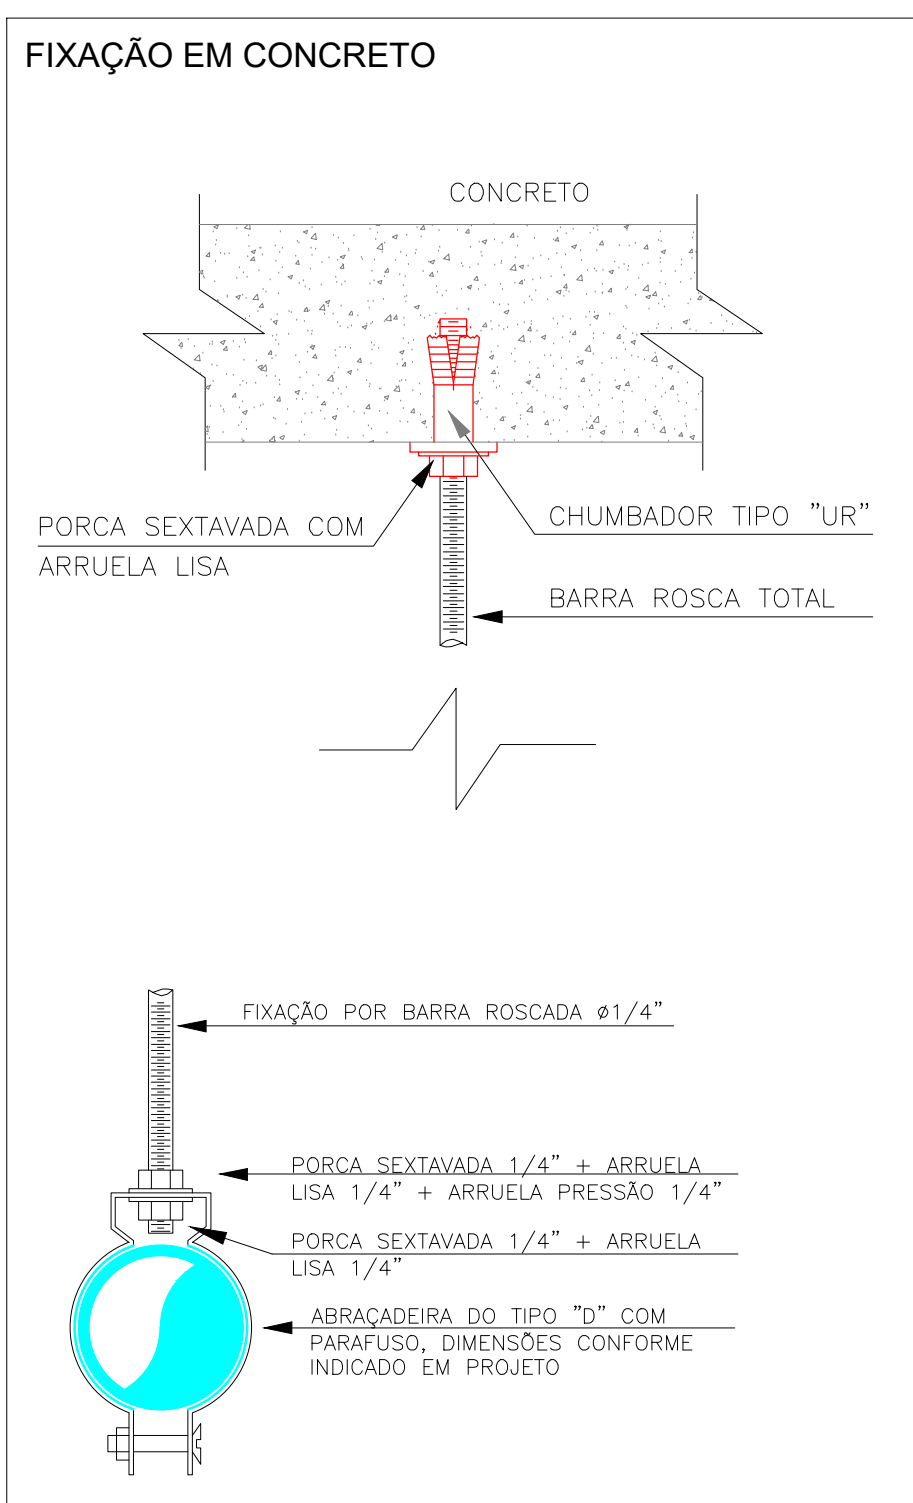 FIXAÇÃO EM CONCRETO
CONCRETO
PORCA SEXTAVADA COM
ARRUELA LISA
CHUMBADOR TIPO ”UR”
BARRA ROSCA TOTAL
FIXAÇÃO POR BARRA ROSCADA ø1/4”
PORCA SEXTAVADA 1/4” + ARRUELA
LISA 1/4” + ARRUELA PRESSÃO 1/4”
PORCA SEXTAVADA 1/4” + ARRUELA
LISA 1/4”
ABRAÇADEIRA DO TIPO ”D” COM
PARAFUSO, DIMENSÕES CONFORME
INDICADO EM PROJETO